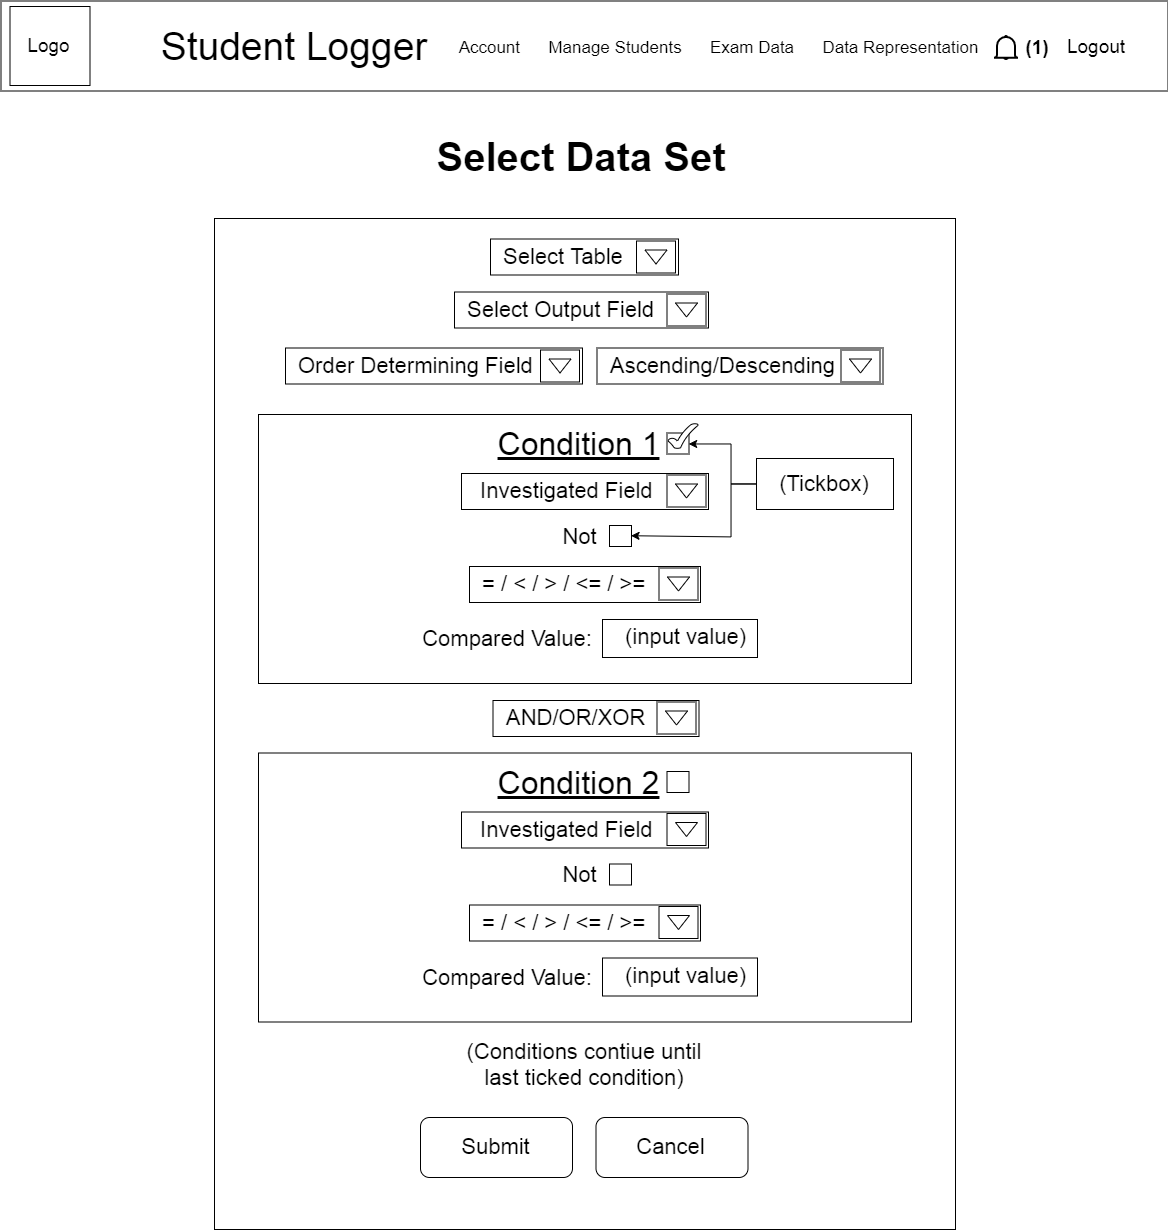 Logo
Student Logger
Account
Manage Students
Exam Data
Data Representation
(1)
Logout
Select Data Set
Select Table
Select Output Field
Order Determining Field
Ascending/Descending
Condition 1
Investigated Field
(Tickbox)
Not
= / < / > / <= / >=
Compared Value:
(input value)
AND/OR/XOR
Condition 2
Investigated Field
Not
= / < / > / <= / >=
Compared Value:
(input value)
(Conditions contiue until
last ticked condition)
Submit
Cancel